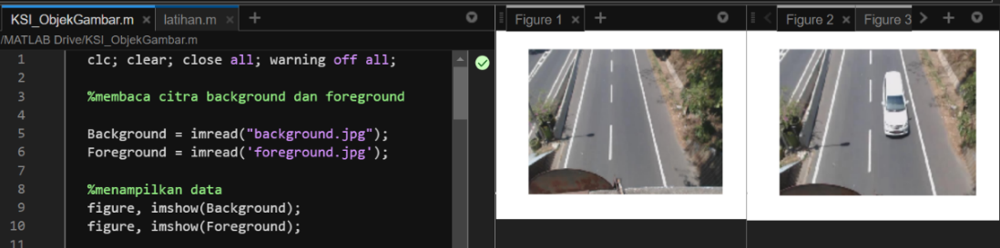 KSI_ObjekGambar.m × latihan.m × +
/MATLAB Drive/KSI_ObjekGambar.m
1 clc; clear; close all; warning off all;
2
3 %membaca citra background dan foreground
4
5 Background = imread("background.jpg");
6 Foreground = imread('foreground.jpg');
7
8 %menampilkan data
9 figure, imshow(Background);
10 figure, imshow(Foreground);
11
Figure 1 × +
Figure 2 × Figure 3 +